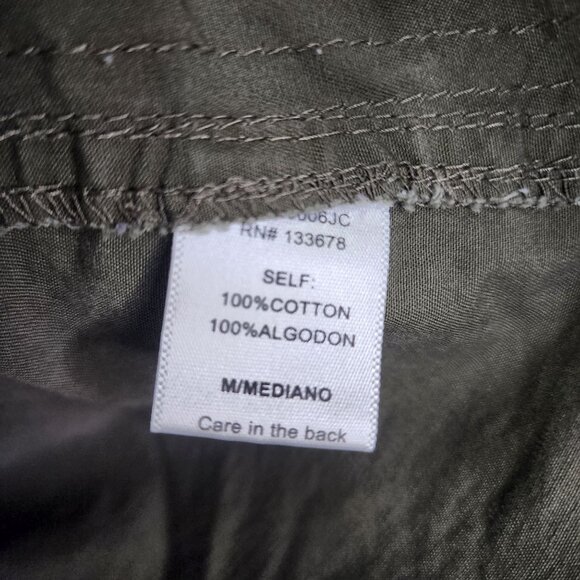 RN# 133678
SELF:
100%COTTON
100%ALGODON
M/MEDIANO
Care in the back